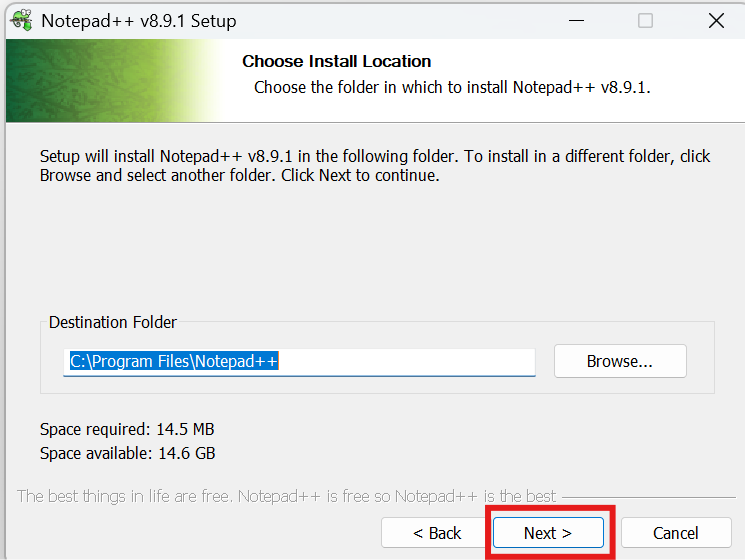 Notepad++ v8.9.1 Setup
Choose Install Location
Choose the folder in which to install Notepad++ v8.9.1.
Setup will install Notepad++ v8.9.1 in the following folder. To install in a different folder, click
Browse and select another folder. Click Next to continue.
Destination Folder
C:\Program Files\Notepad++
Browse...
Space required: 14.5 MB
Space available: 14.6 GB
The best things in life are free. Notepad++ is free so Notepad++ is the best
< Back
Next >
Cancel